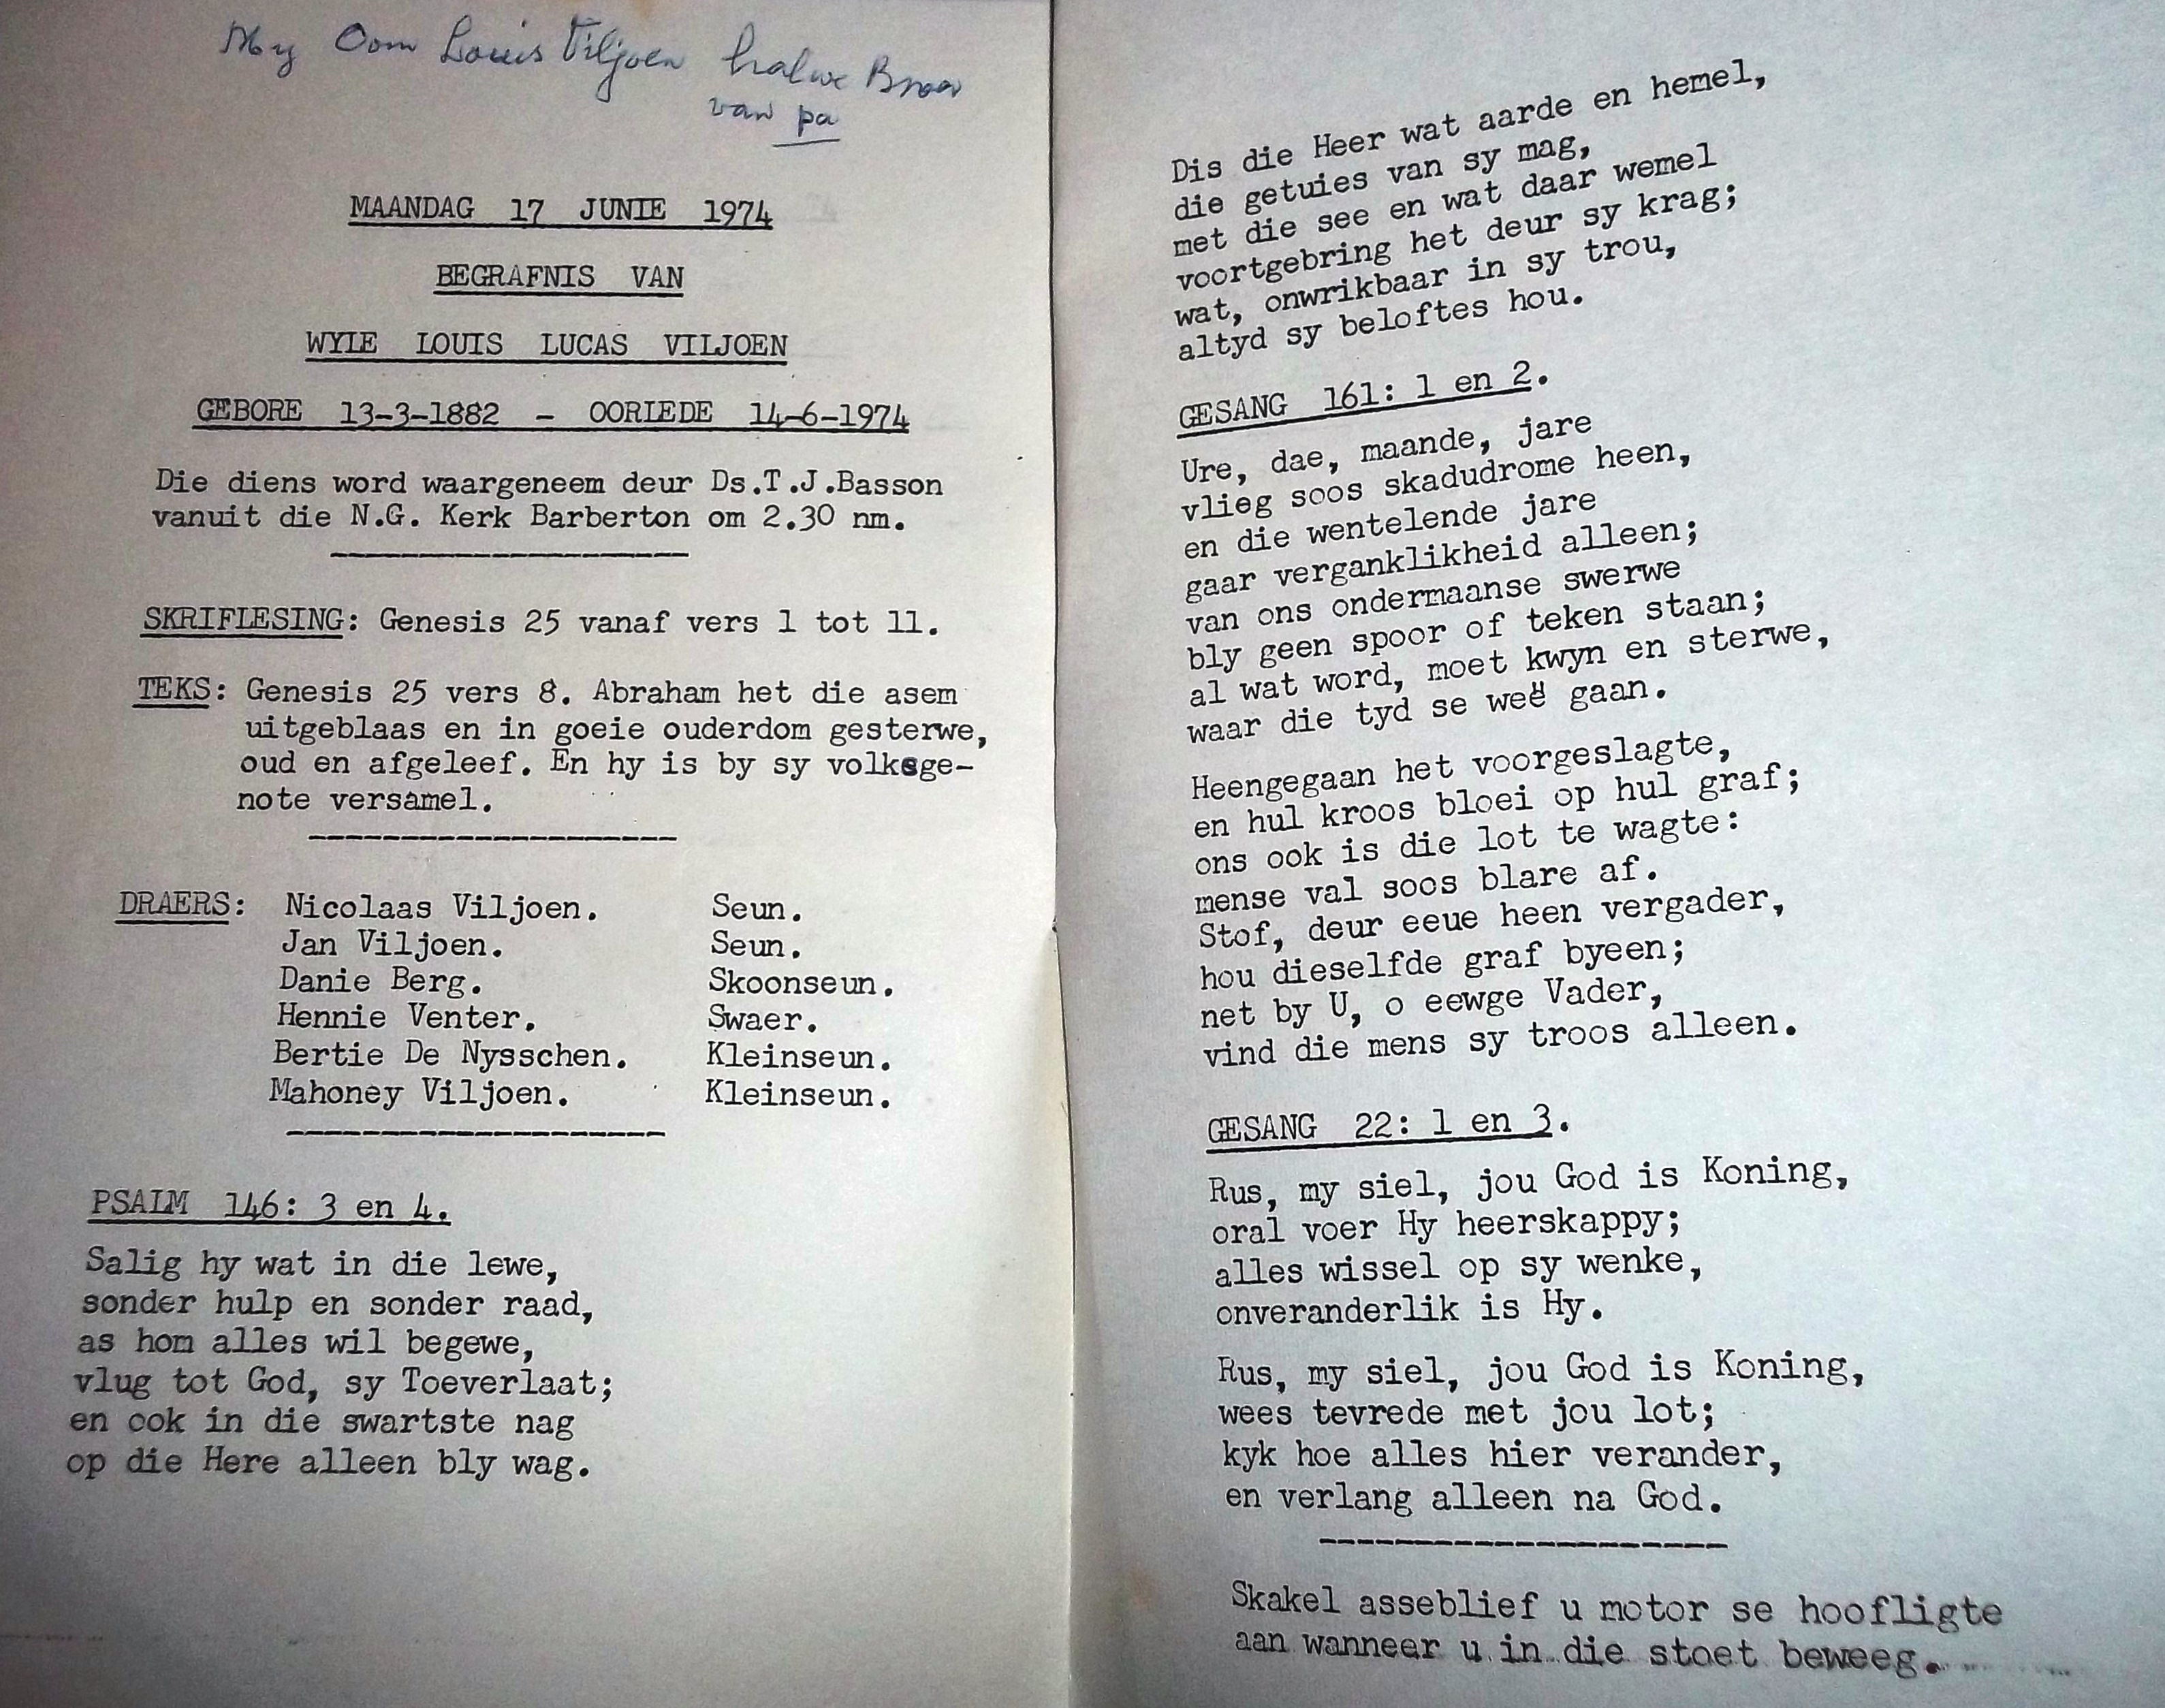 My Oom Louis Viljoen halwe Broer
van pa
MAANDAG 17 JUNIE 1974
BEGRAFNIS VAN
WYLE LOUIS LUCAS VILJOEN
GEBORE 13-3-1882 - OORLEDE 14-6-1974
Die diens word waargeneem deur Ds.T.J.Basson
vanuit die N.G. Kerk Barberton om 2.30 nm.
SKRIFLESING: Genesis 25 vanaf vers 1 tot 11.
TEKS: Genesis 25 vers 8. Abraham het die asem
uitgeblaas en in goeie ouderdom gesterwe,
oud en afgeleef. En hy is by sy volksge-
note versamel.
DRAERS: Nicolaas Viljoen. Seun.
Jan Viljoen. Seun.
Danie Berg. Skoonseun.
Hennie Venter. Swaer.
Bertie De Nysschen. Kleinseun.
Mahoney Viljoen. Kleinseun.
PSALM 146: 3 en 4.
Salig hy wat in die lewe,
sonder hulp en sonder raad,
as hom alles wil begewe,
vlug tot God, sy Toeverlaat;
en ook in die swartste nag
op die Here alleen bly wag.
Dis die Heer wat aarde en hemel,
die getuies van sy mag,
met die see en wat daar wemel
voortgebring het deur sy krag;
wat, onwrikbaar in sy trou,
altyd sy beloftes hou.
GESANG 161: 1 en 2.
Ure, dae, maande, jare
vlieg soos skadudrome heen,
en die wentelende jare
gaar verganklikheid alleen;
van ons ondermaanse swerwe
bly geen spoor of teken staan;
al wat word, moet kwyn en sterwe,
waar die tyd se weë gaan.
Heengegaan het voorgeslagte,
en hul kroos bloei op hul graf;
ons ook is die lot te wagte:
mense val soos blare af.
Stof, deur eeue heen vergader,
hou dieselfde graf byeen;
net by U, o eewge Vader,
vind die mens sy troos alleen.
GESANG 22: 1 en 3.
Rus, my siel, jou God is Koning,
oral voer Hy heerskappy;
alles wissel op sy wenke,
onveranderlik is Hy.
Rus, my siel, jou God is Koning,
wees tevrede met jou lot;
kyk hoe alles hier verander,
en verlang alleen na God.
Skakel asseblief u motor se hoofligte
aan wanneer u in die stoet beweeg.